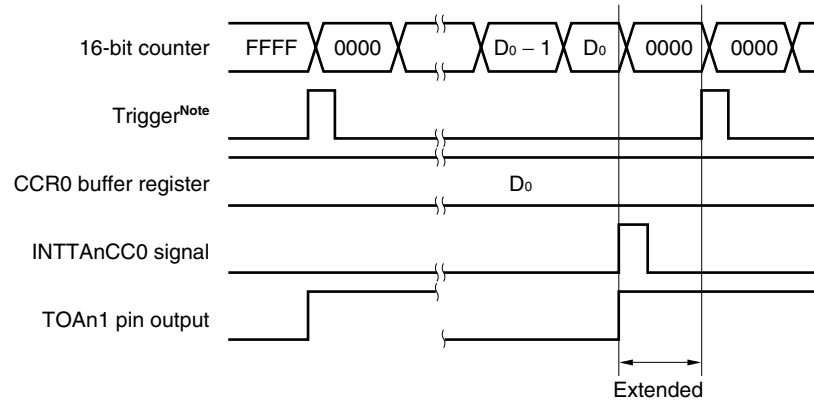 16-bit counter FFFF 0000 D0 − 1 D0 0000 0000
TriggerNote
CCR0 buffer register D0
INTTAnCC0 signal
TOAn1 pin output
Extended